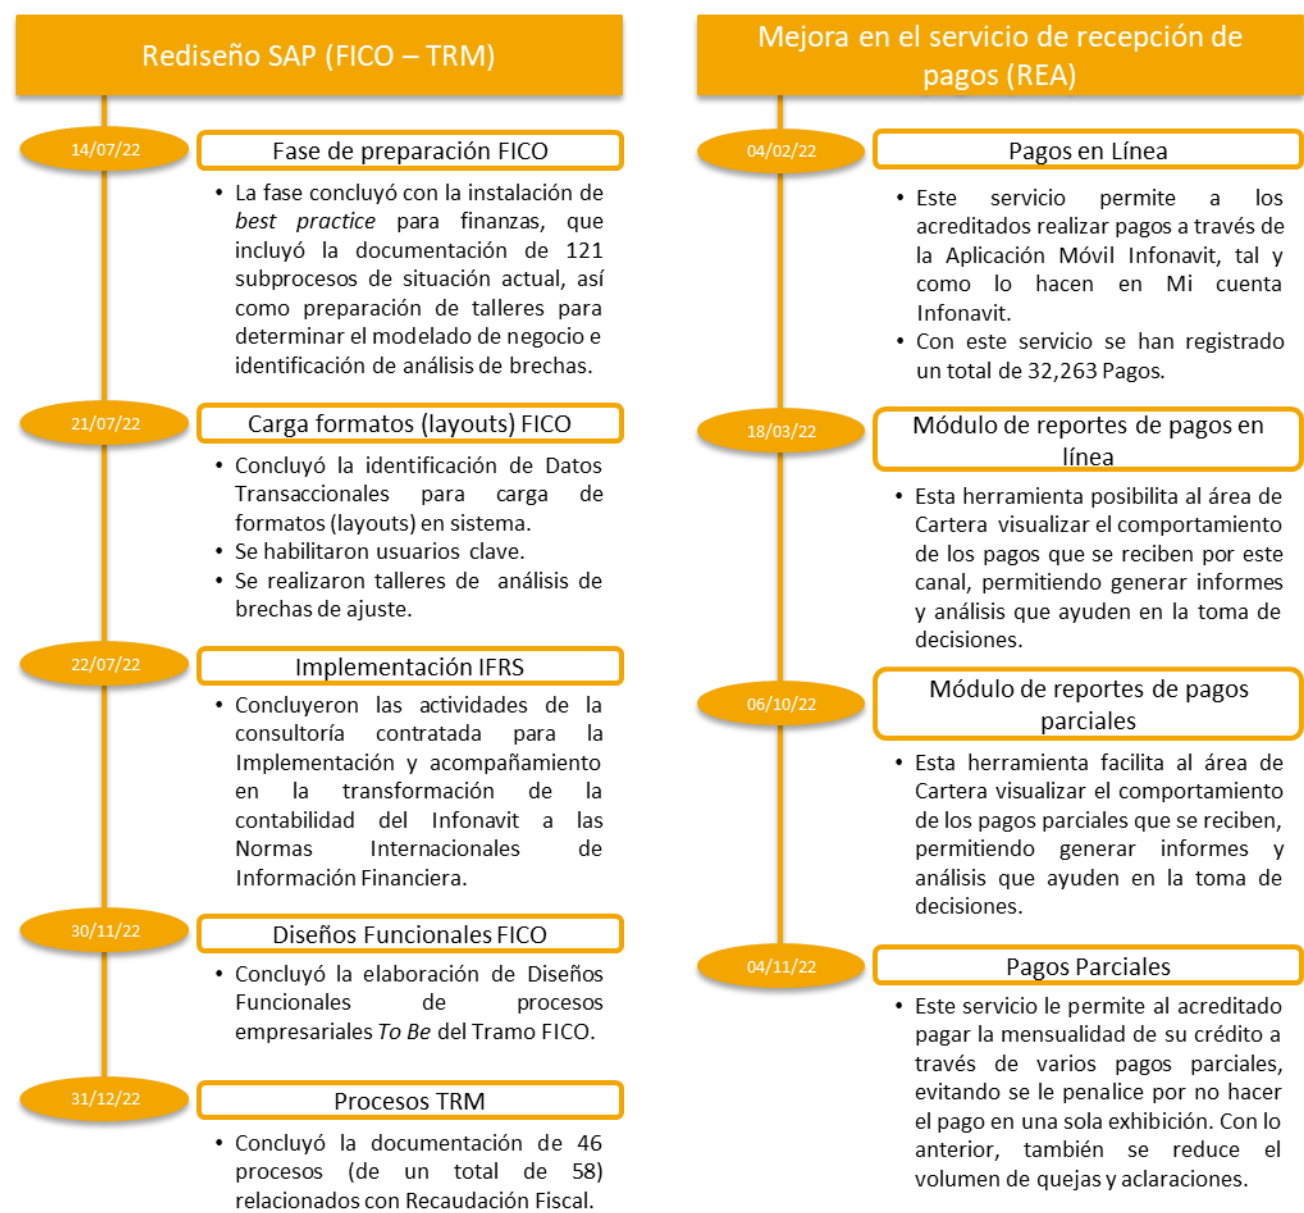 Rediseño SAP (FICO – TRM)
14/07/22
Fase de preparación FICO
• La fase concluyó con la instalación de
best practice para finanzas, que
incluyó la documentación de 121
subprocesos de situación actual, así
como preparación de talleres para
determinar el modelado de negocio e
identificación de análisis de brechas.
21/07/22
Carga formatos (layouts) FICO
• Concluyó la identificación de Datos
Transaccionales para carga de
formatos (layouts) en sistema.
• Se habilitaron usuarios clave.
• Se realizaron talleres de análisis de
brechas de ajuste.
22/07/22
Implementación IFRS
• Concluyeron las actividades de la
consultoría contratada para la
Implementación y acompañamiento
en la transformación de la
contabilidad del Infonavit a las
Normas Internacionales de
Información Financiera.
30/11/22
Diseños Funcionales FICO
• Concluyó la elaboración de Diseños
Funcionales de procesos
empresariales To Be del Tramo FICO.
31/12/22
Procesos TRM
• Concluyó la documentación de 46
procesos (de un total de 58)
relacionados con Recaudación Fiscal.
Mejora en el servicio de recepción de
pagos (REA)
04/02/22
Pagos en Línea
• Este servicio permite a los
acreditados realizar pagos a través de
la Aplicación Móvil Infonavit, tal y
como lo hacen en Mi cuenta
Infonavit.
• Con este servicio se han registrado
un total de 32,263 Pagos.
18/03/22
Módulo de reportes de pagos en
línea
• Esta herramienta posibilita al área de
Cartera visualizar el comportamiento
de los pagos que se reciben por este
canal, permitiendo generar informes
y análisis que ayuden en la toma de
decisiones.
06/10/22
Módulo de reportes de pagos
parciales
• Esta herramienta facilita al área de
Cartera visualizar el comportamiento
de los pagos parciales que se reciben,
permitiendo generar informes y
análisis que ayuden en la toma de
decisiones.
04/11/22
Pagos Parciales
• Este servicio le permite al acreditado
pagar la mensualidad de su crédito a
través de varios pagos parciales,
evitando se le penalice por no hacer
el pago en una sola exhibición. Con lo
anterior, también se reduce el
volumen de quejas y aclaraciones.